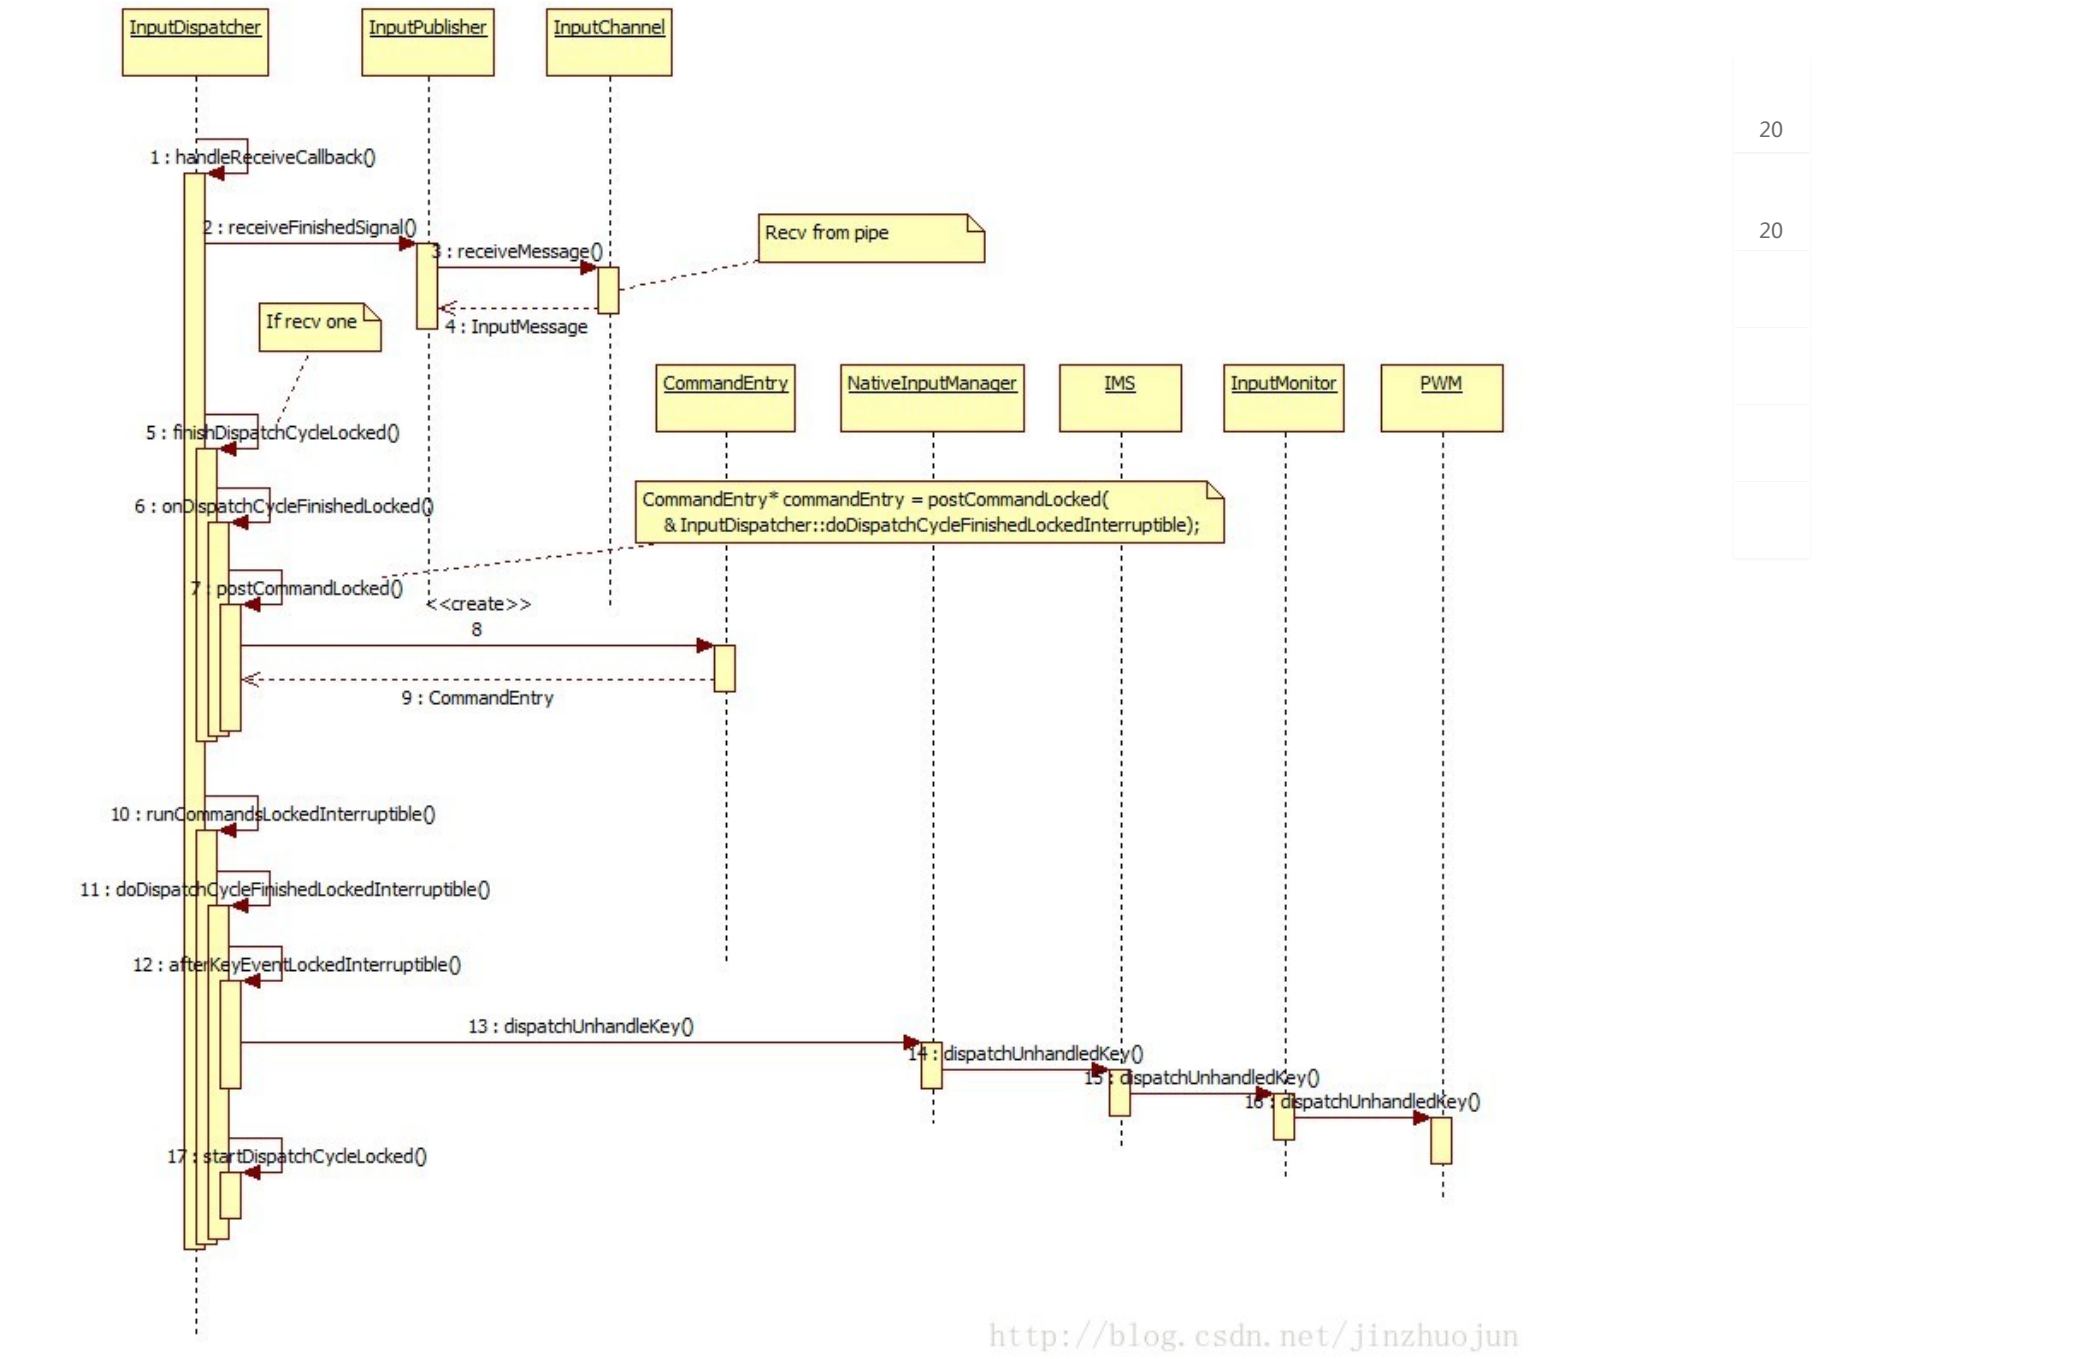 InputDispatcher
InputPublisher
InputChannel
20
1 : handleReceiveCallback()
2 : receiveFinishedSignal()
20
Recv from pipe
3 : receiveMessage()
If recv one
4 : InputMessage
CommandEntry
NativeInputManager
IMS
InputMonitor
PWM
5 : finishDispatchCycleLocked()
6 : onDispatchCycleFinishedLocked()
CommandEntry* commandEntry = postCommandLocked(
& InputDispatcher::doDispatchCycleFinishedLockedInterruptible);
7 : postCommandLocked()
<<create>>
8
9 : CommandEntry
10 : runCommandsLockedInterruptible()
11 : doDispatchCycleFinishedLockedInterruptible()
12 : afterKeyEventLockedInterruptible()
13 : dispatchUnhandleKey()
14 : dispatchUnhandledKey()
15 : dispatchUnhandledKey()
16 : dispatchUnhandledKey()
17 : startDispatchCycleLocked()
http://blog.csdn.net/jinzhuojun